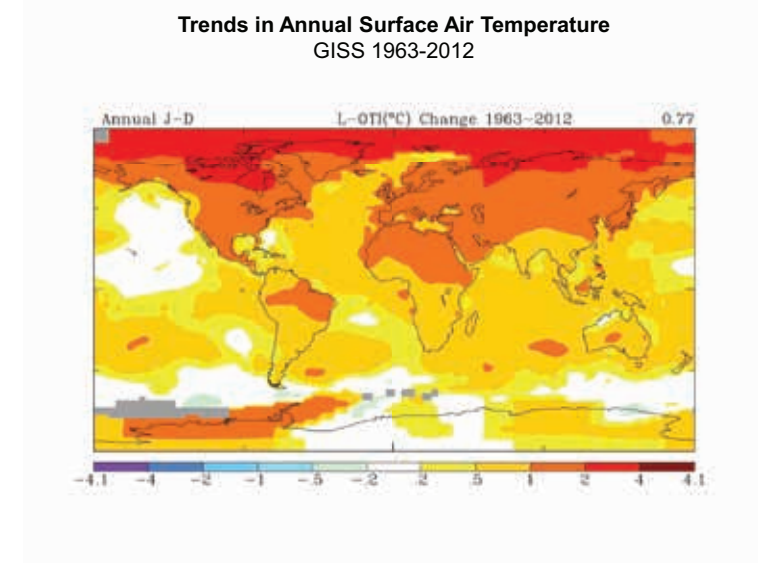 Trends in Annual Surface Air Temperature
GISS 1963-2012
Annual J-D L-OTI(°C) Change 1963-2012 0.77
-4.1 -4 -2 -1 -.5 -.2 .2 .5 1 2 4 4.1